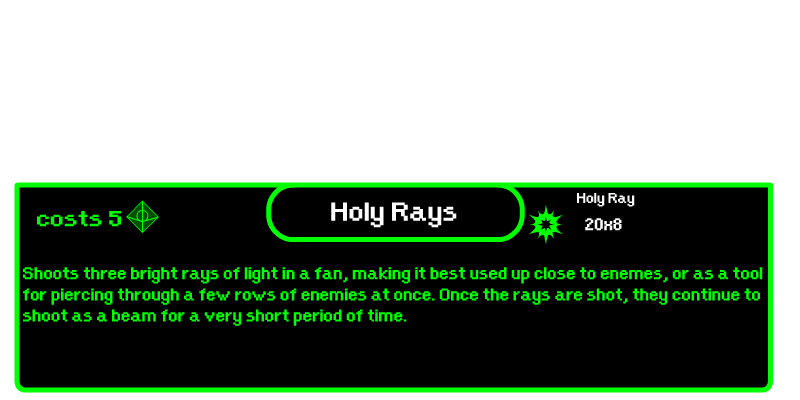 costs 5
Holy Rays
Holy Ray
20x8
Shoots three bright rays of light in a fan, making it best used up close to enemes, or as a tool
for piercing through a few rows of enemies at once. Once the rays are shot, they continue to
shoot as a beam for a very short period of time.